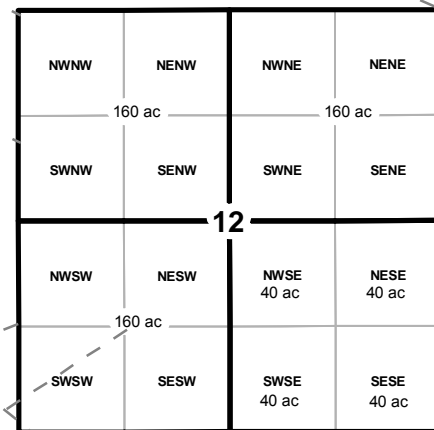 NWNW NENW NWNE NENE
160 ac 160 ac
SWNW SENW SWNE SENE
12
NWSW NESW NWSE NESE
40 ac 40 ac
160 ac
SWSW SESW SWSE SESE
40 ac 40 ac